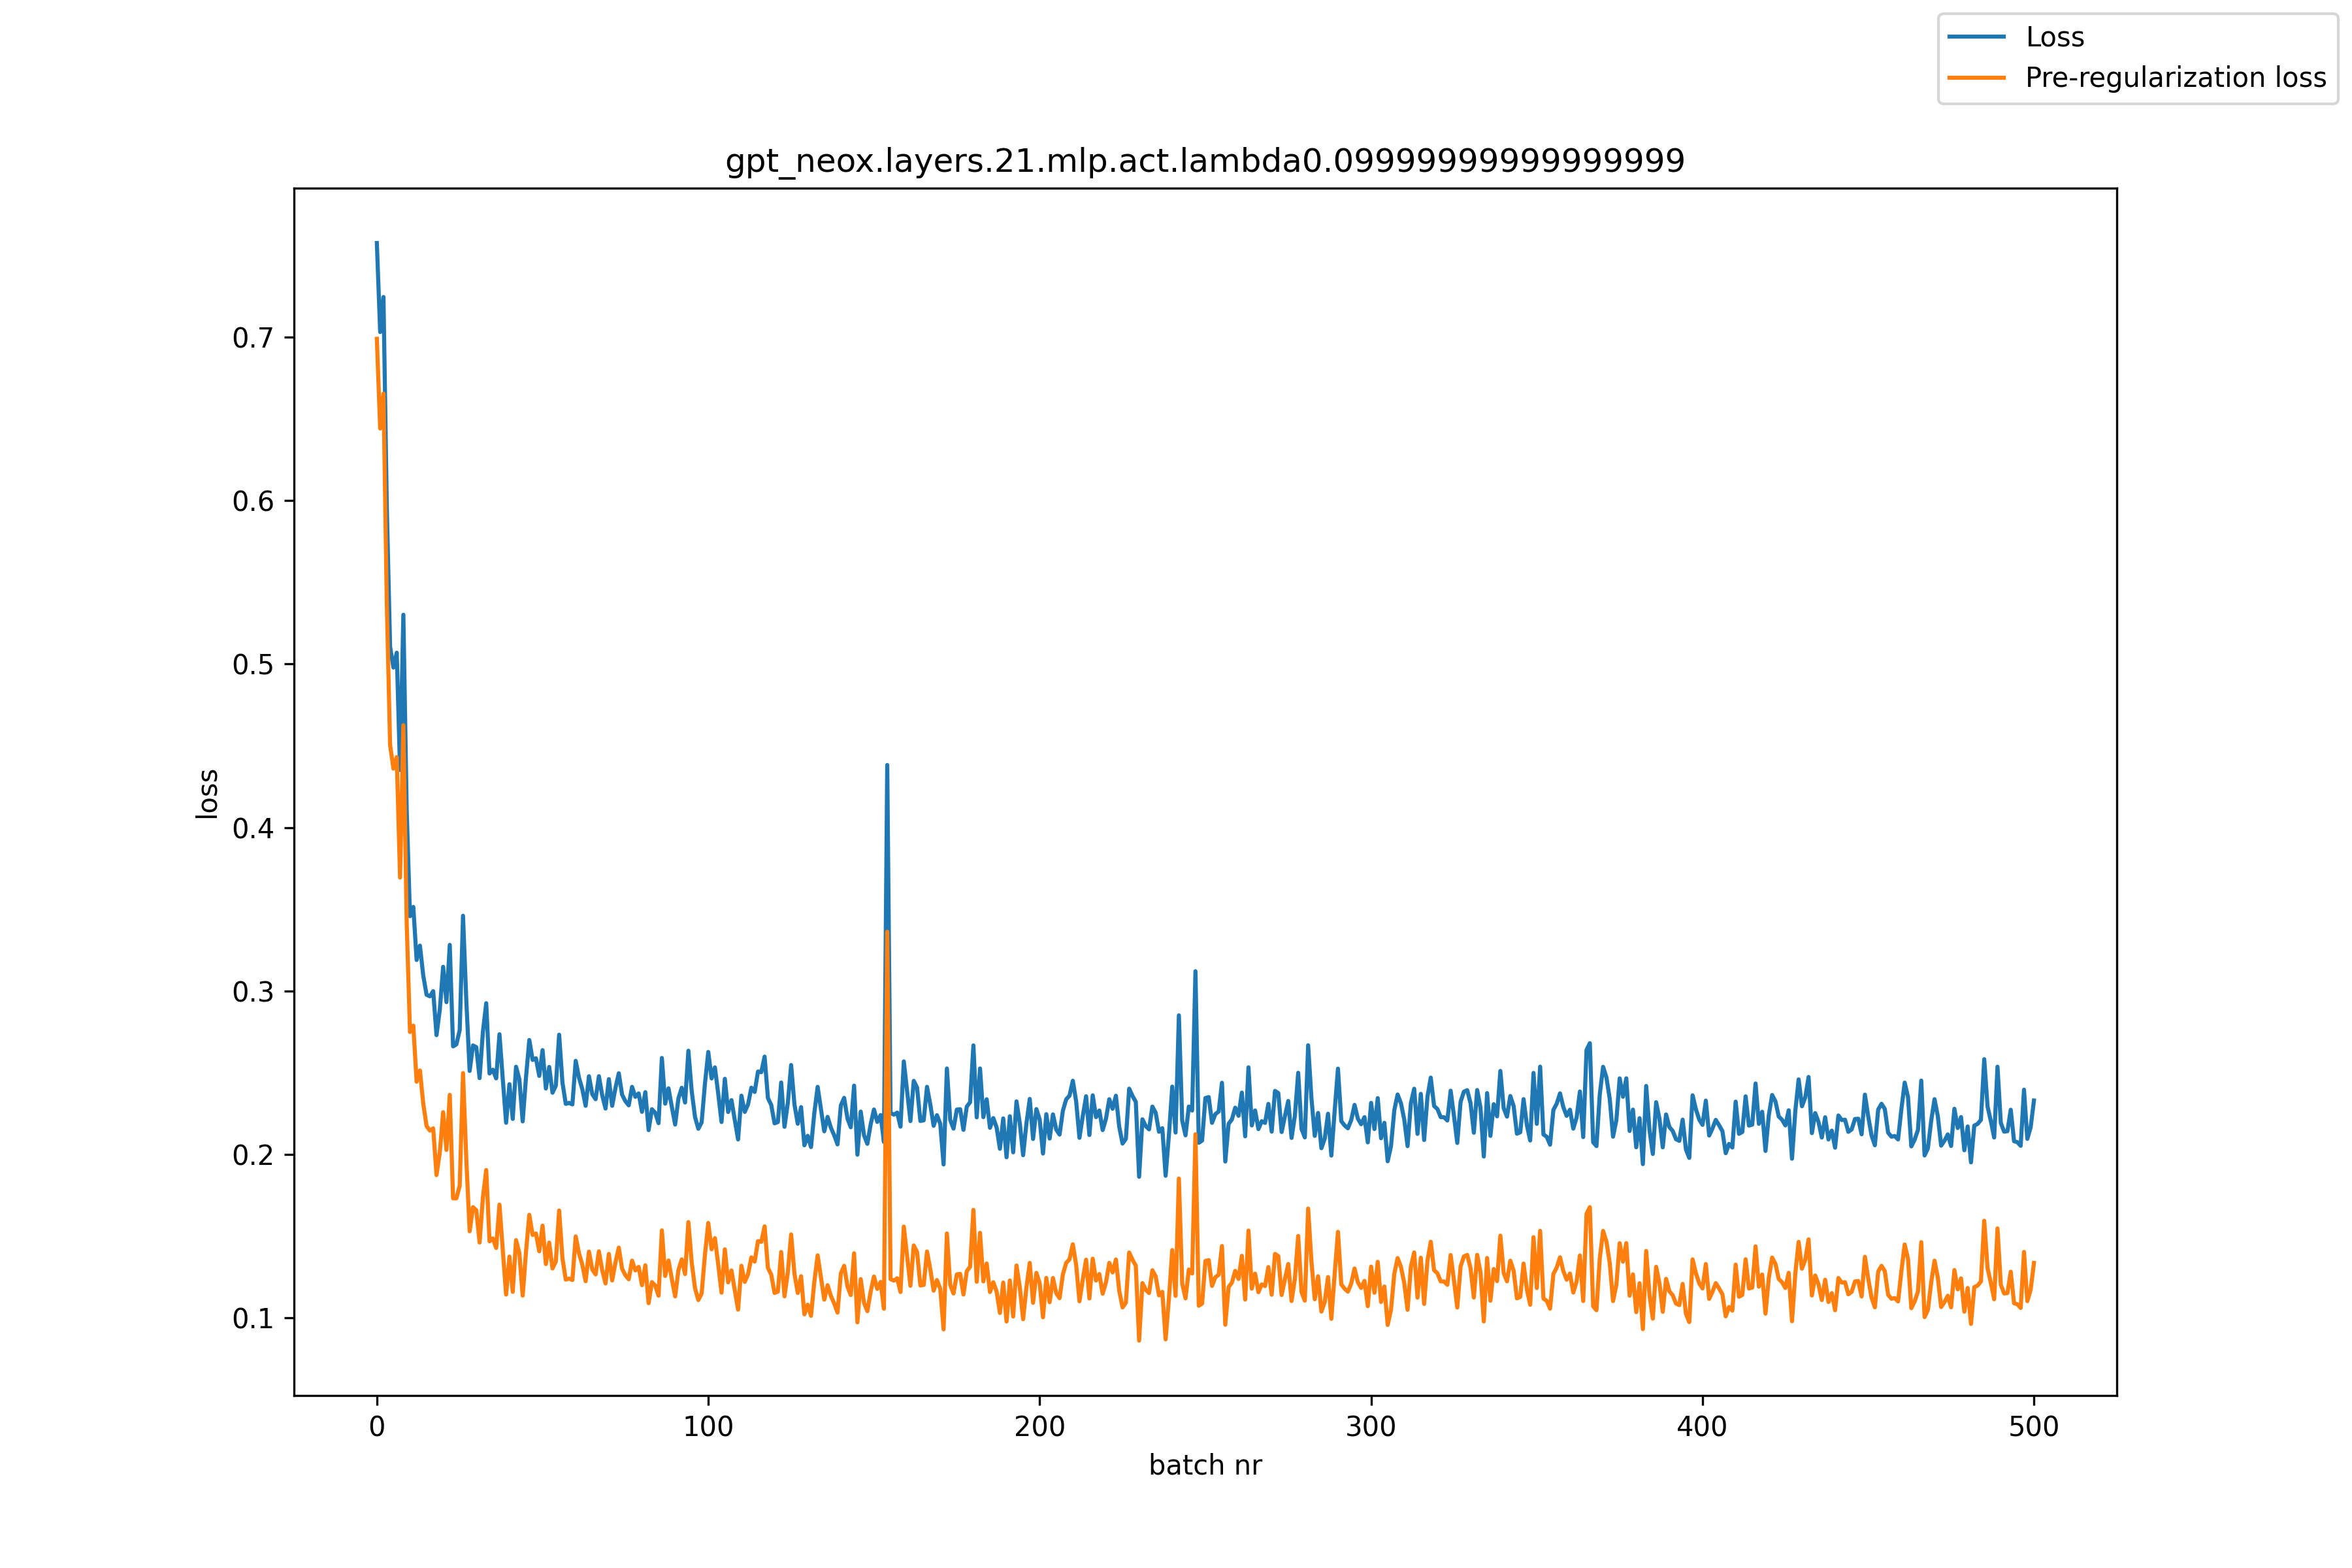 Loss
Pre-regularization loss
gpt_neox.layers.21.mlp.act.lambda0.09999999999999999
0.7
0.6
0.5
0.4
0.3
0.2
0.1
loss
0 100 200 300 400 500
batch nr